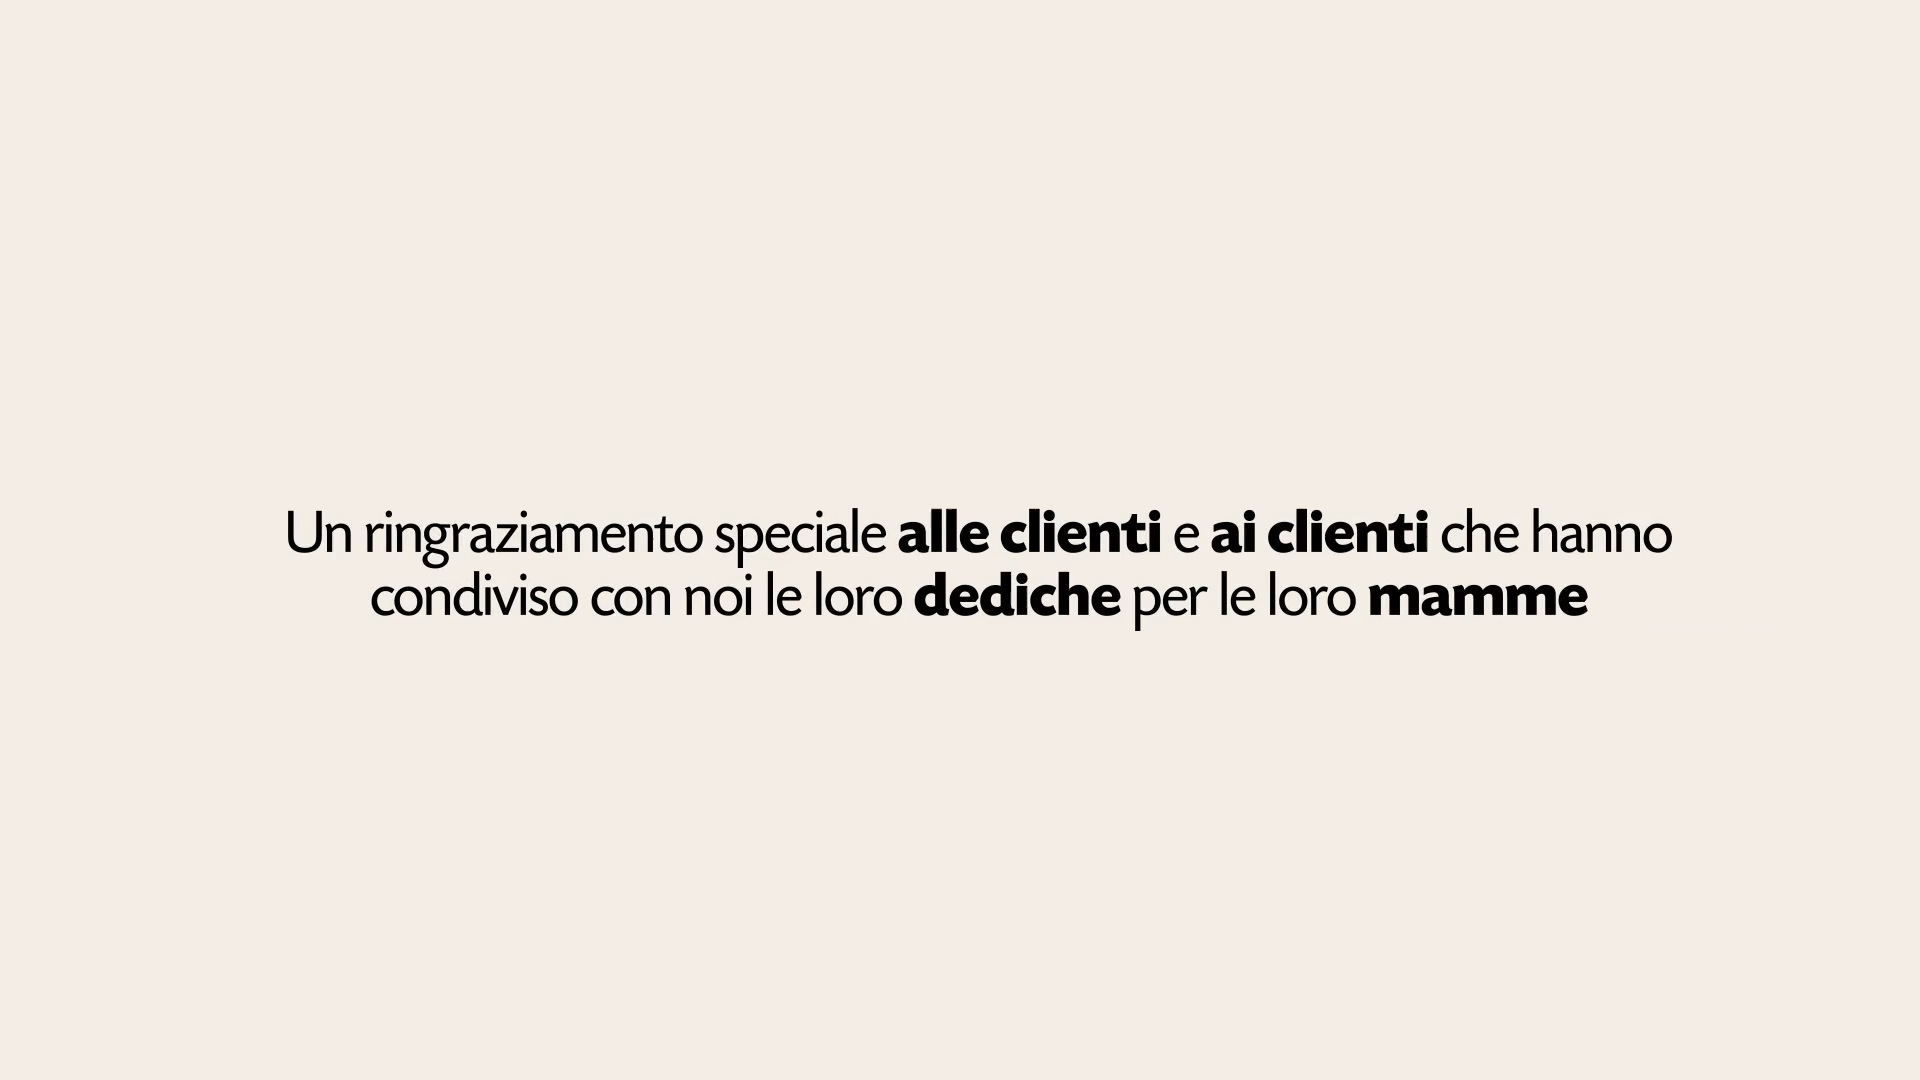 Un ringraziamento speciale alle clienti e ai clienti che hanno
condiviso con noi le loro dediche per le loro mamme